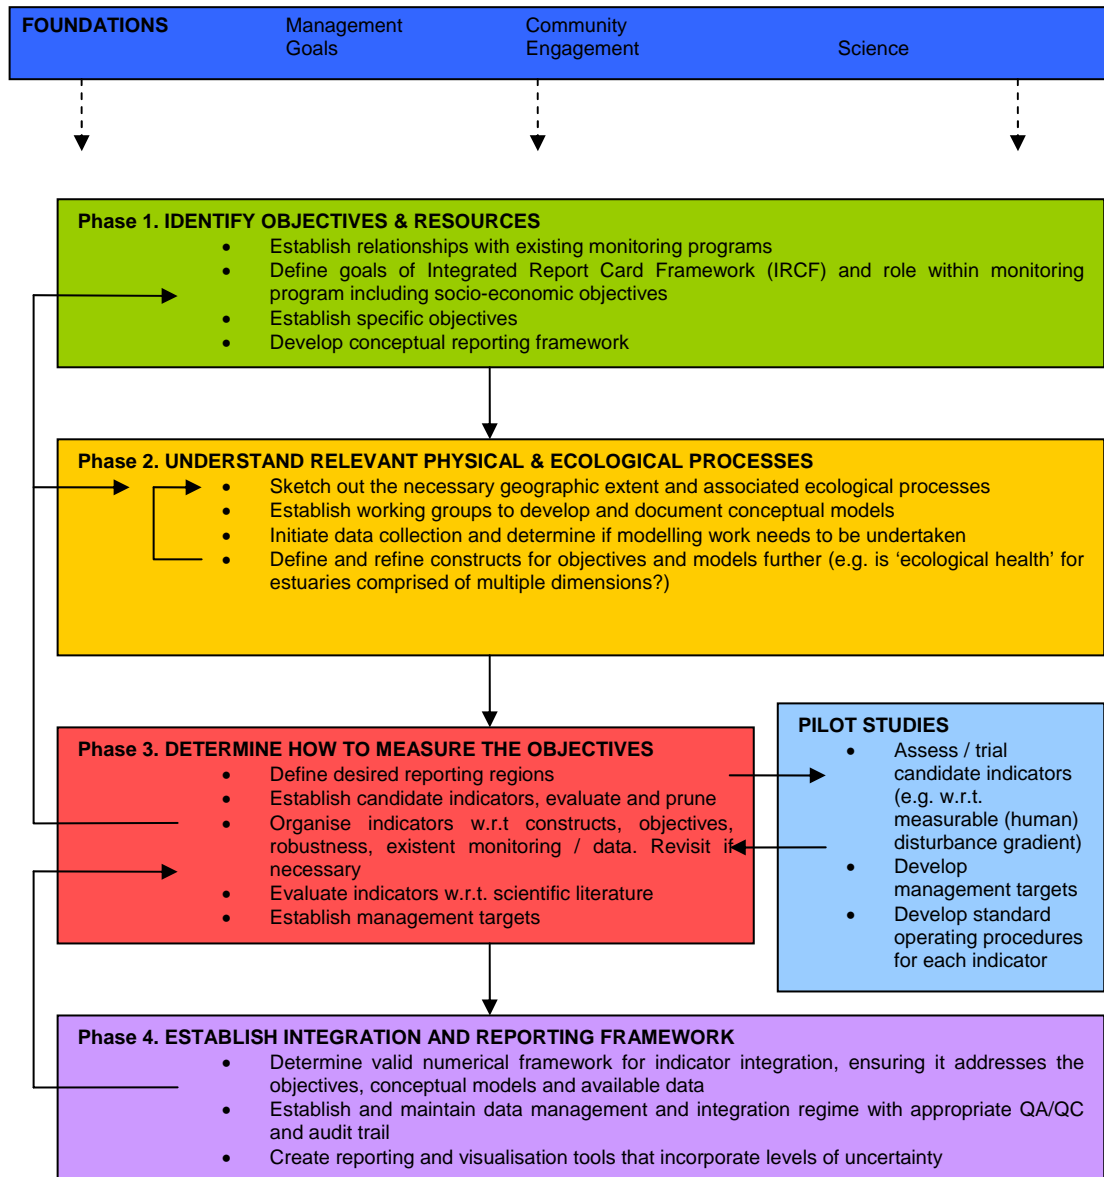 FOUNDATIONS
Management
Goals
Community
Engagement
Science
Phase 1. IDENTIFY OBJECTIVES & RESOURCES
• Establish relationships with existing monitoring programs
• Define goals of Integrated Report Card Framework (IRCF) and role within monitoring
program including socio-economic objectives
• Establish specific objectives
• Develop conceptual reporting framework
Phase 2. UNDERSTAND RELEVANT PHYSICAL & ECOLOGICAL PROCESSES
• Sketch out the necessary geographic extent and associated ecological processes
• Establish working groups to develop and document conceptual models
• Initiate data collection and determine if modelling work needs to be undertaken
• Define and refine constructs for objectives and models further (e.g. is ‘ecological health’ for
estuaries comprised of multiple dimensions?)
Phase 3. DETERMINE HOW TO MEASURE THE OBJECTIVES
• Define desired reporting regions
• Establish candidate indicators, evaluate and prune
• Organise indicators w.r.t constructs, objectives,
robustness, existent monitoring / data. Revisit if
necessary
• Evaluate indicators w.r.t. scientific literature
• Establish management targets
PILOT STUDIES
• Assess / trial
candidate indicators
(e.g. w.r.t.
measurable (human)
disturbance gradient)
• Develop
management targets
• Develop standard
operating procedures
for each indicator
Phase 4. ESTABLISH INTEGRATION AND REPORTING FRAMEWORK
• Determine valid numerical framework for indicator integration, ensuring it addresses the
objectives, conceptual models and available data
• Establish and maintain data management and integration regime with appropriate QA/QC
and audit trail
• Create reporting and visualisation tools that incorporate levels of uncertainty